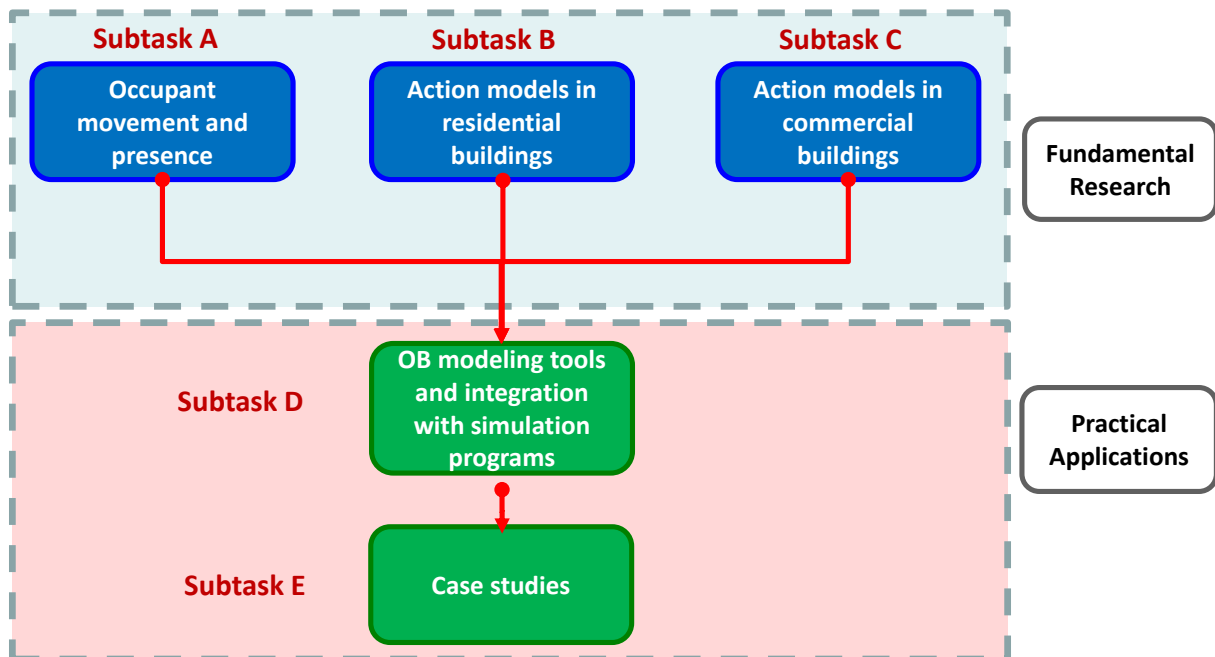 Subtask A
Subtask B
Subtask C
Occupant
movement and
presence
Action models in
residential
buildings
Action models in
commercial
buildings
Fundamental
Research
Subtask D
OB modeling tools
and integration
with simulation
programs
Practical
Applications
Subtask E
Case studies